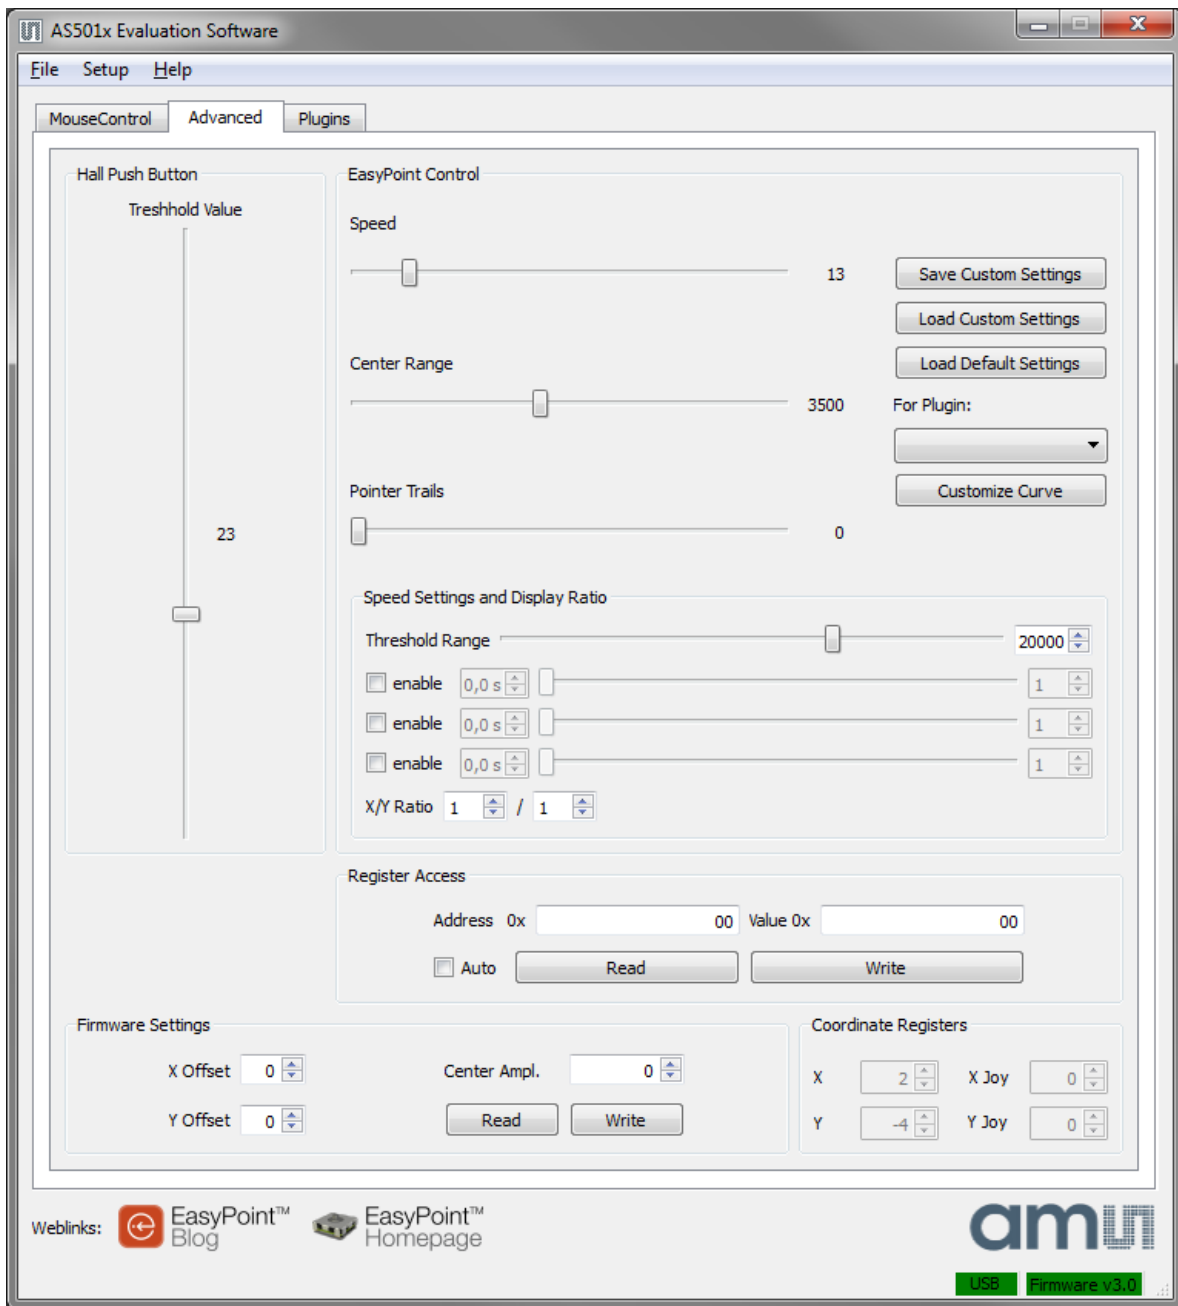 AS501x Evaluation Software
File Setup Help
MouseControl Advanced Plugins
Hall Push Button
Treshhold Value
23
EasyPoint Control
Speed
13
Save Custom Settings
Load Custom Settings
Center Range
Load Default Settings
3500
For Plugin:
Pointer Trails
Customize Curve
0
Speed Settings and Display Ratio
Threshold Range 20000
enable 0,0 s 1
enable 0,0 s 1
enable 0,0 s 1
X/Y Ratio 1 / 1
Register Access
Address 0x 00 Value 0x 00
Auto Read Write
Firmware Settings
X Offset 0 Center Ampl. 0
Y Offset 0 Read Write
Coordinate Registers
X 2 X Joy 0
Y -4 Y Joy 0
Weblinks:
EasyPoint™
Blog
EasyPoint™
Homepage
amu
USB Firmware v3.0